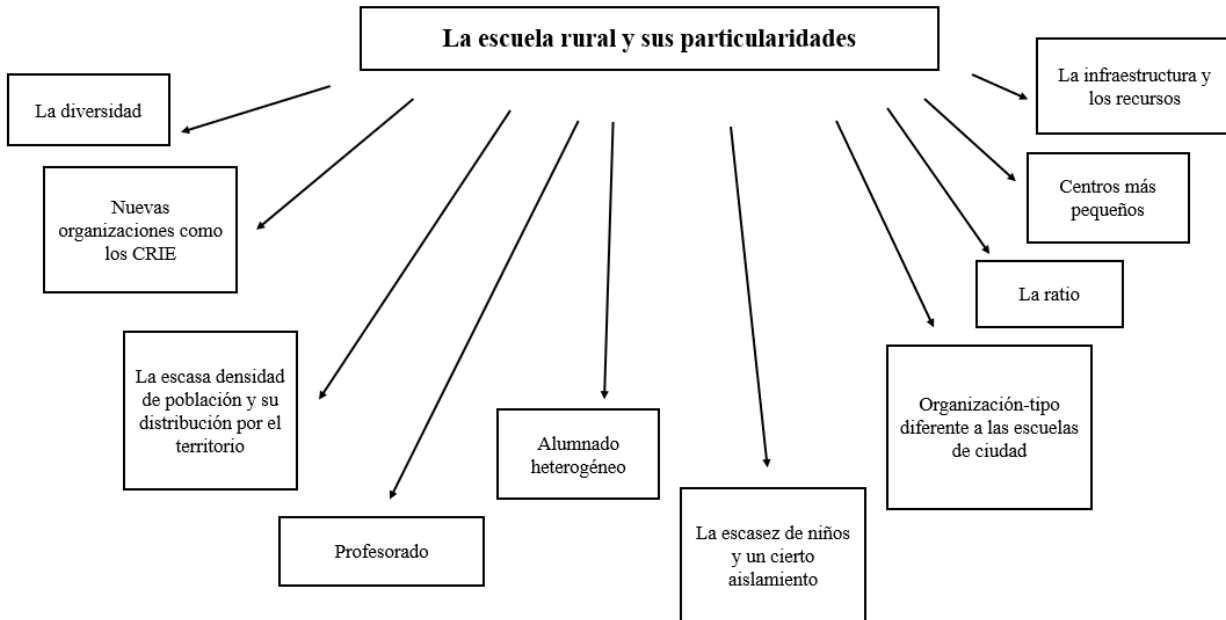 La escuela rural y sus particularidades
La diversidad
Nuevas
organizaciones como
los CRIE
La escasa densidad
de población y su
distribución por el
territorio
Profesorado
Alumnado
heterogéneo
La escasez de niños
y un cierto
aislamiento
Organización-tipo
diferente a las escuelas
de ciudad
La ratio
Centros más
pequeños
La infraestructura y
los recursos